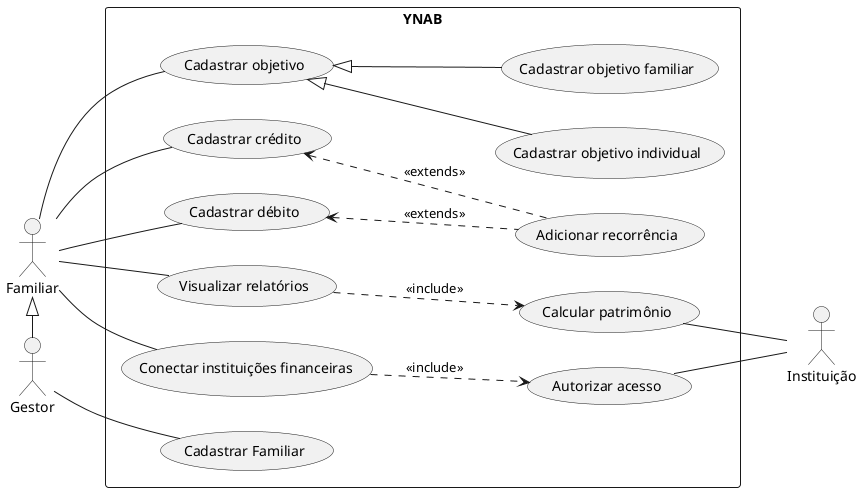 YNAB
Cadastrar objetivo
Cadastrar objetivo familiar
Cadastrar objetivo individual
Cadastrar crédito
«extends»
Cadastrar débito
«extends»
Adicionar recorrência
Familiar
Visualizar relatórios
«include»
Calcular patrimônio
Conectar instituições financeiras
«include»
Autorizar acesso
Instituição
Gestor
Cadastrar Familiar